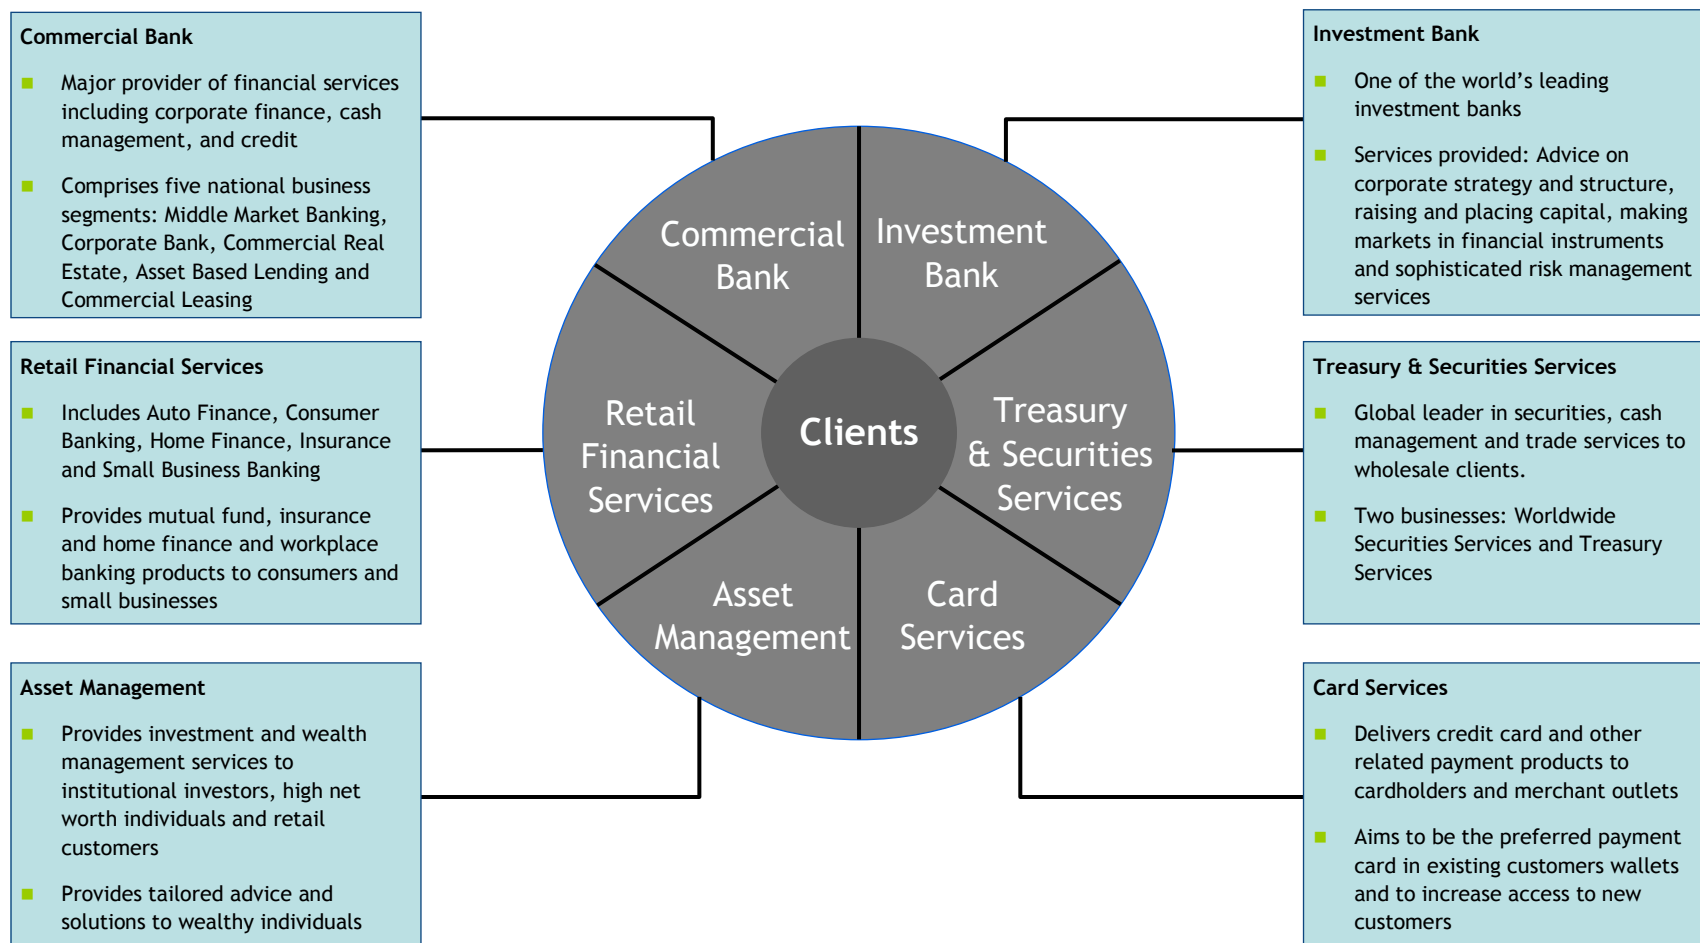 Commercial Bank
Major provider of financial services
including corporate finance, cash
management, and credit
Comprises five national business
segments: Middle Market Banking,
Corporate Bank, Commercial Real
Estate, Asset Based Lending and
Commercial Leasing
Retail Financial Services
Includes Auto Finance, Consumer
Banking, Home Finance, Insurance
and Small Business Banking
Provides mutual fund, insurance
and home finance and workplace
banking products to consumers and
small businesses
Asset Management
Provides investment and wealth
management services to
institutional investors, high net
worth individuals and retail
customers
Provides tailored advice and
solutions to wealthy individuals
Commercial
Bank
Investment
Bank
Retail
Financial
Services
Clients
Treasury
& Securities
Services
Asset
Management
Card
Services
Investment Bank
One of the world’s leading
investment banks
Services provided: Advice on
corporate strategy and structure,
raising and placing capital, making
markets in financial instruments
and sophisticated risk management
services
Treasury & Securities Services
Global leader in securities, cash
management and trade services to
wholesale clients.
Two businesses: Worldwide
Securities Services and Treasury
Services
Card Services
Delivers credit card and other
related payment products to
cardholders and merchant outlets
Aims to be the preferred payment
card in existing customers wallets
and to increase access to new
customers